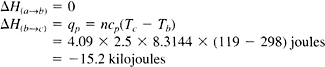 ΔH(a→b) = 0
ΔH(b→c) = qp = ncp(Tc − Tb)
= 4.09 × 2.5 × 8.3144 × (119 − 298) joules
= −15.2 kilojoules